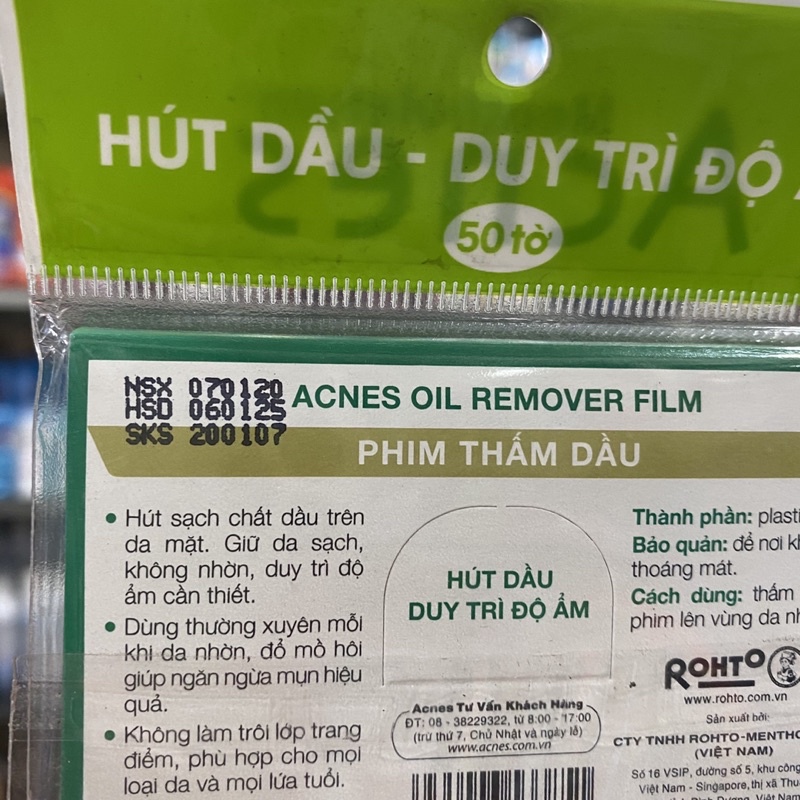 HÚT DẦU - DUY TRÌ ĐỘ
50 tờ
NSX 070120
HSD 060125
SKS 200107
ACNES OIL REMOVER FILM
PHIM THẤM DẦU
• Hút sạch chất dầu trên
da mặt. Giữ da sạch,
không nhờn, duy trì độ
ẩm cần thiết.
• Dùng thường xuyên mỗi
khi da nhờn, đổ mồ hôi
giúp ngăn ngừa mụn hiệu
quả.
• Không làm trôi lớp trang
điểm, phù hợp cho mọi
loại da và mọi lứa tuổi.
HÚT DẦU
DUY TRÌ ĐỘ ẨM
Acnes Tư Vấn Khách Hàng
ĐT: 08 - 38229322, từ 8:00 - 17:00
(trừ thứ 7, Chủ Nhật và ngày lễ)
www.acnes.com.vn
Thành phần: plasti
Bảo quản: để nơi kh
thoáng mát.
Cách dùng: thấm
phim lên vùng da nh
ROHTO
www.rohto.com.vn
Sản xuất bởi:
CTY TNHH ROHTO-MENTHO
(VIỆT NAM)
Số 16 VSIP, đường số 5, khu công
Việt Nam - Singapore, thị xã Thu
Bình Dương, Việt Nam